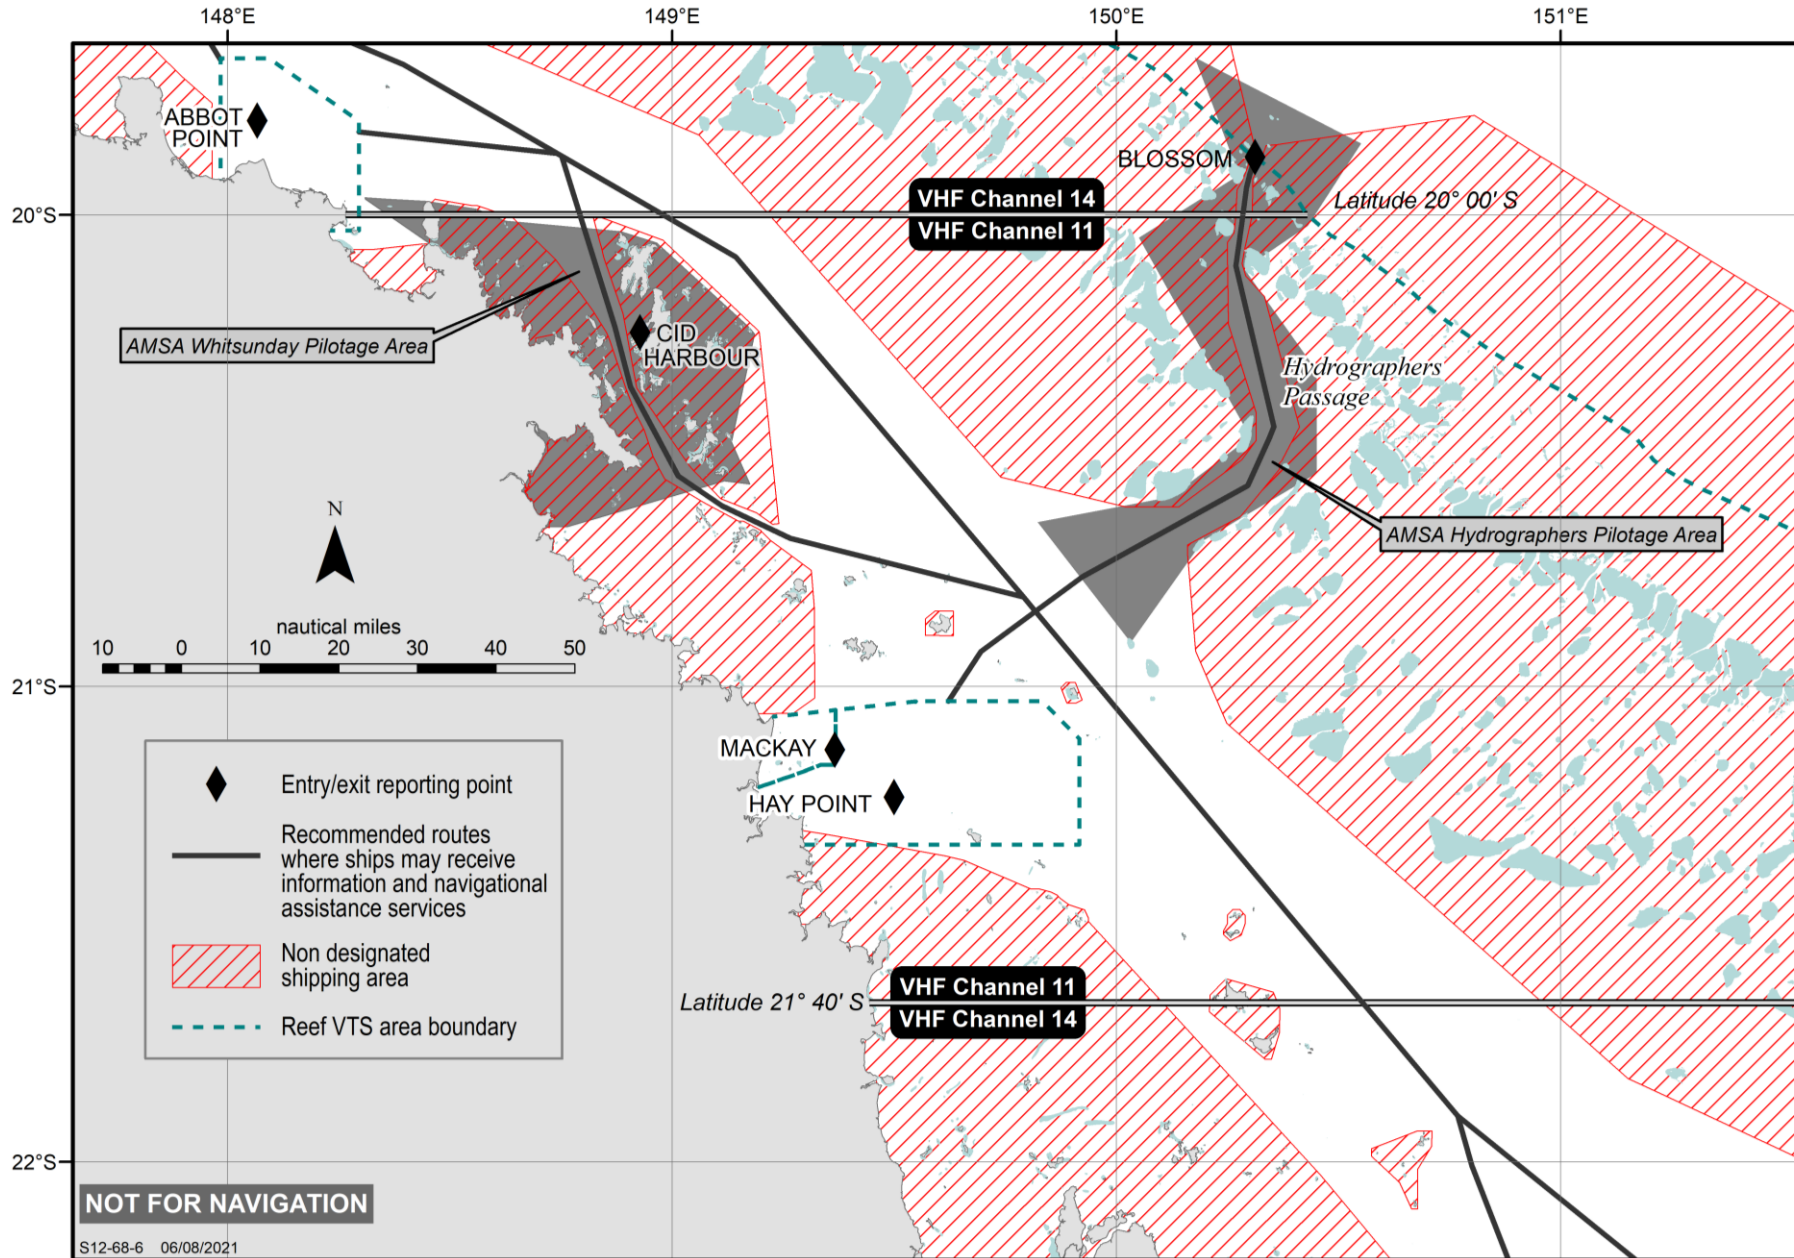 148°E
149°E
150°E
151°E
ABBOT
POINT
BLOSSOM
20°S
VHF Channel 14
VHF Channel 11
Latitude 20° 00' S
AMSA Whitsunday Pilotage Area
CID
HARBOUR
Hydrographers
Passage
AMSA Hydrographers Pilotage Area
N
nautical miles
10 0 10 20 30 40 50
21°S
MACKAY
HAY POINT
Entry/exit reporting point
Recommended routes
where ships may receive
information and navigational
assistance services
Non designated
shipping area
Reef VTS area boundary
Latitude 21° 40' S
VHF Channel 11
VHF Channel 14
22°S
NOT FOR NAVIGATION
S12-68-6 06/08/2021